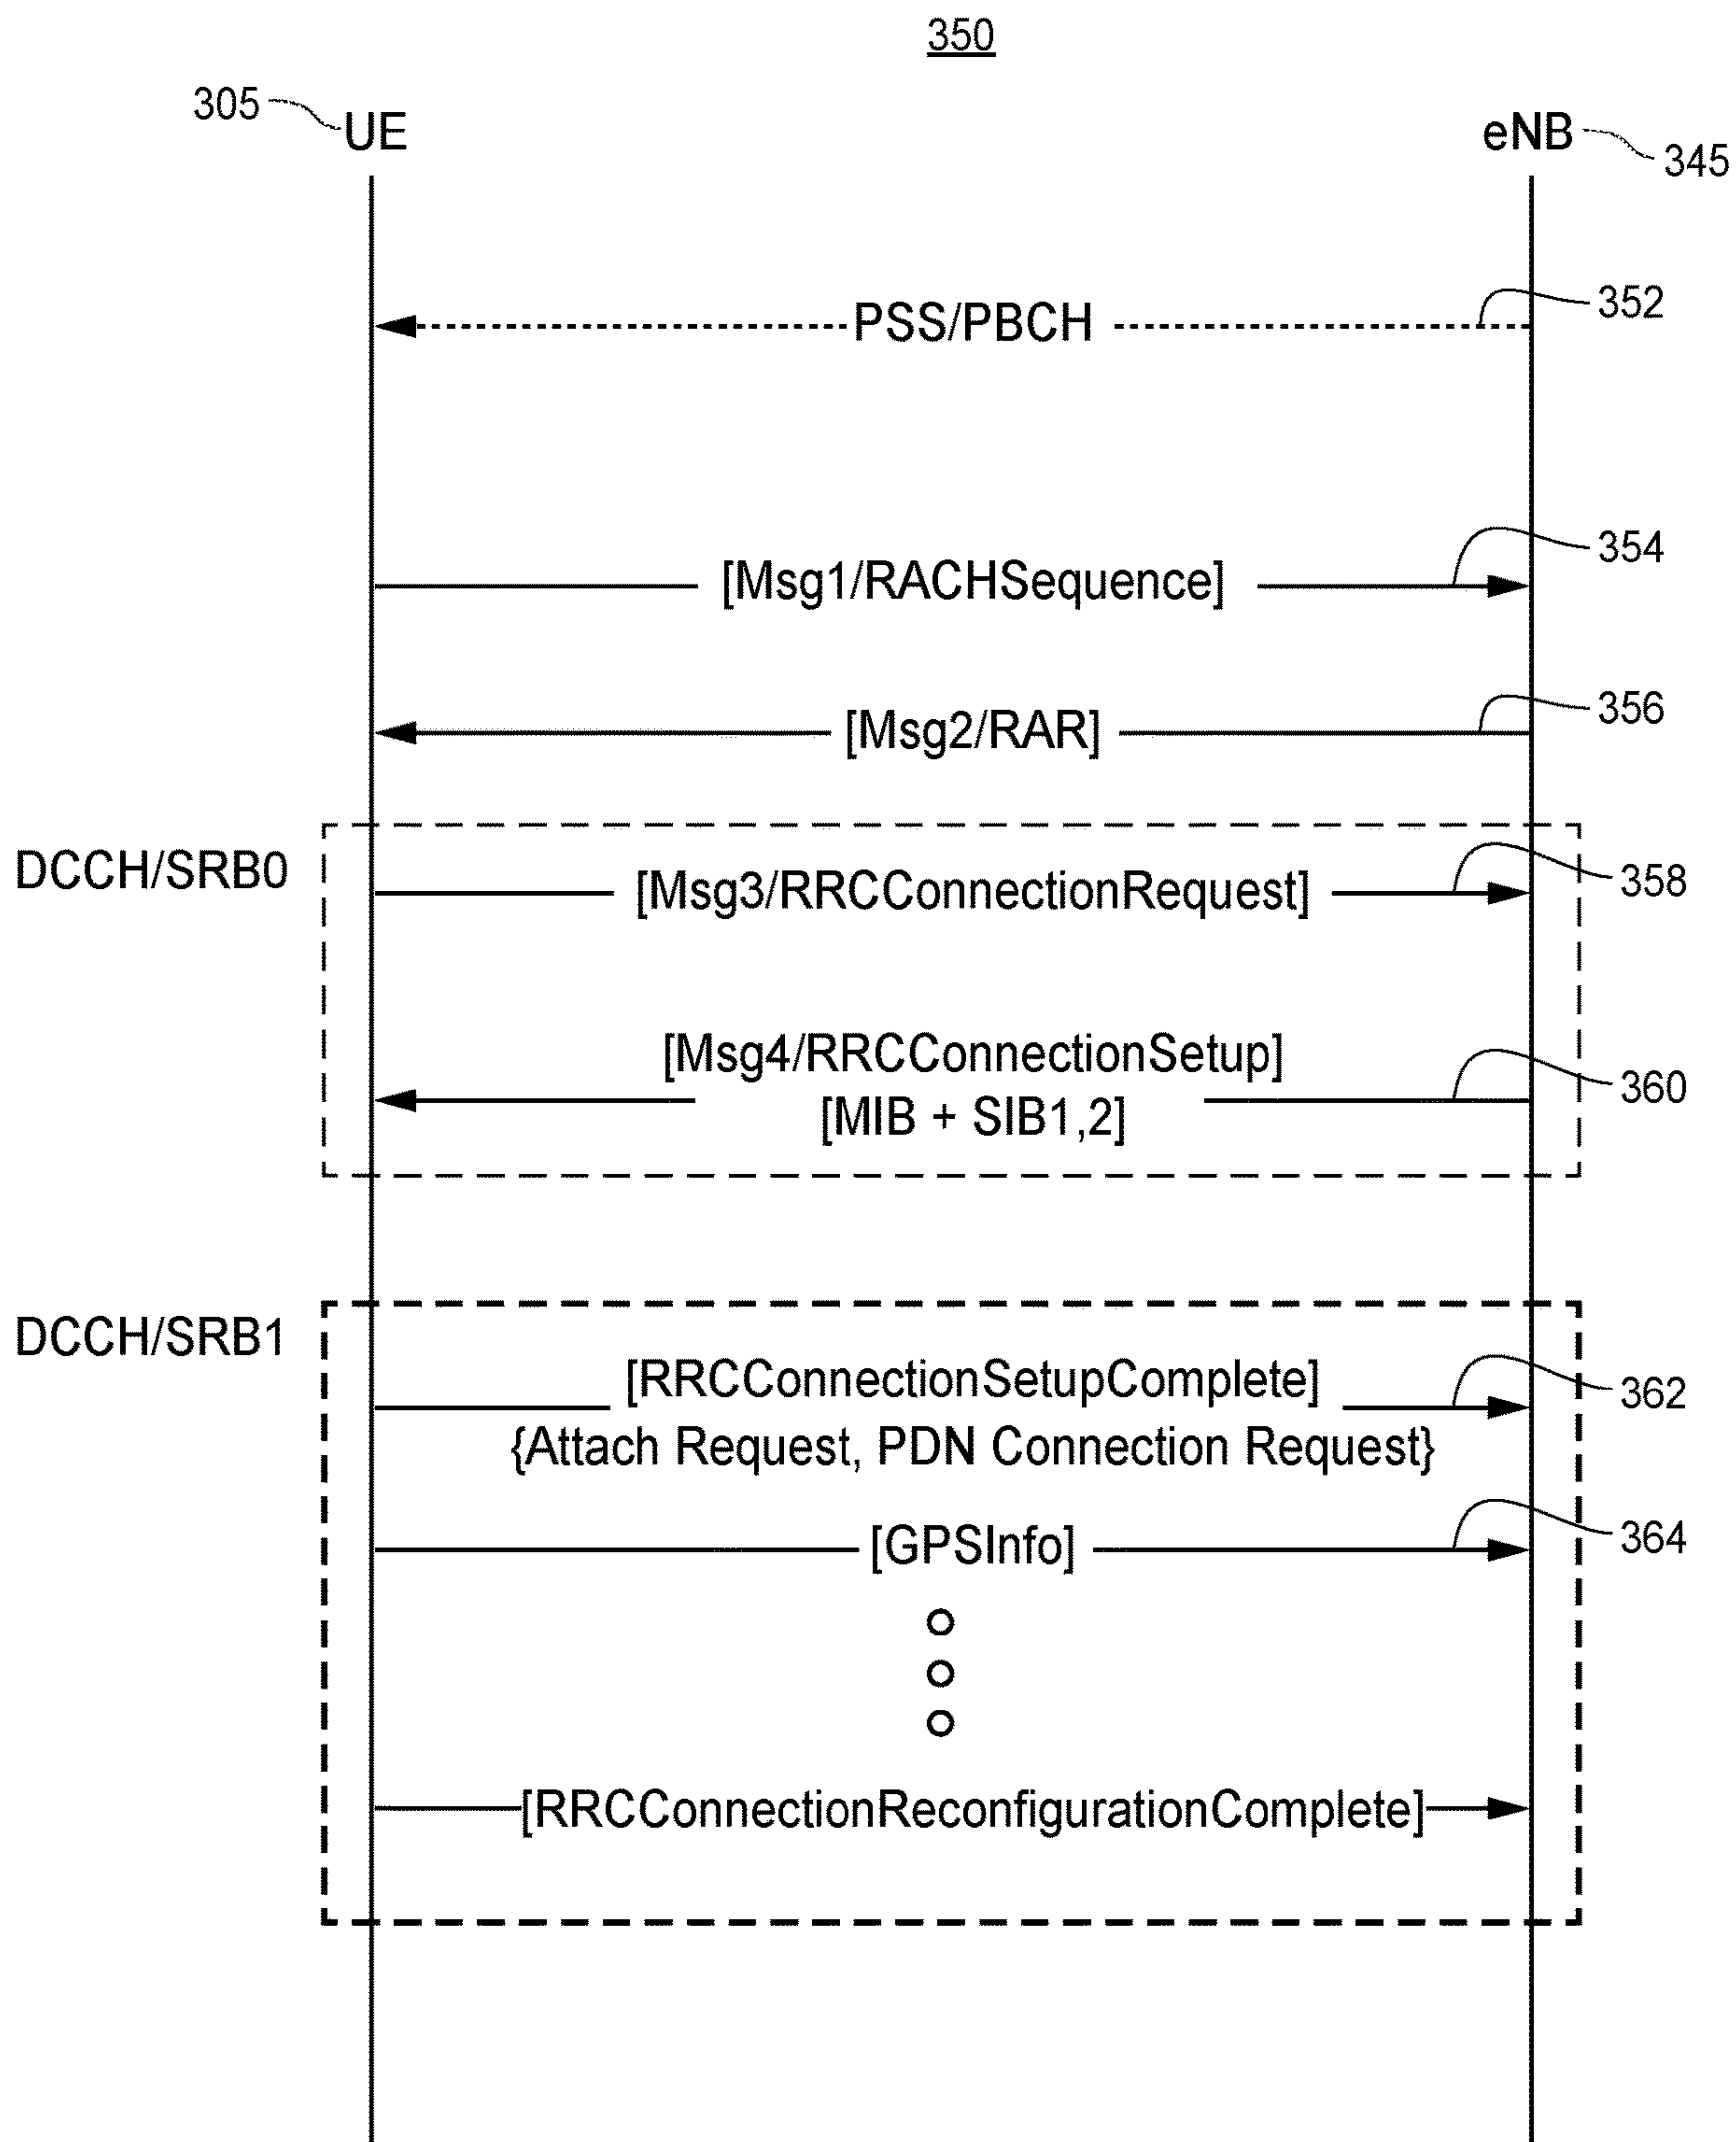 350
305
UE
eNB
345
PSS/PBCH
352
[Msg1/RACHSequence]
354
[Msg2/RAR]
356
DCCH/SRB0
[Msg3/RRCConnectionRequest]
358
[Msg4/RRCConnectionSetup]
[MIB + SIB1,2]
360
DCCH/SRB1
[RRCConnectionSetupComplete]
{Attach Request, PDN Connection Request}
362
[GPSInfo]
364
[RRCConnectionReconfigurationComplete]